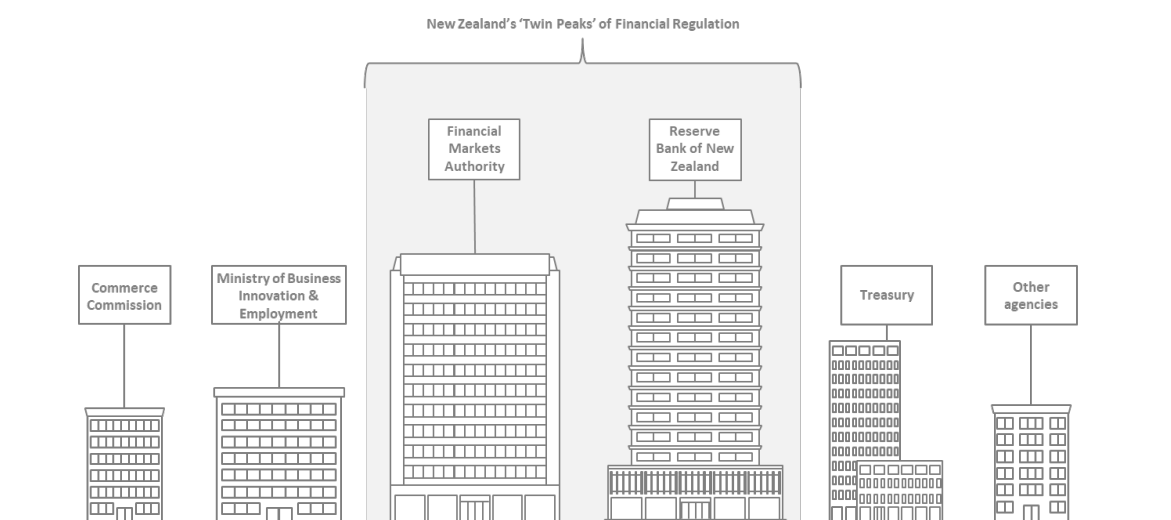 New Zealand's 'Twin Peaks' of Financial Regulation
Financial
Markets
Authority
Reserve
Bank of New
Zealand
Commerce
Commission
Ministry of Business
Innovation &
Employment
Treasury
Other
agencies